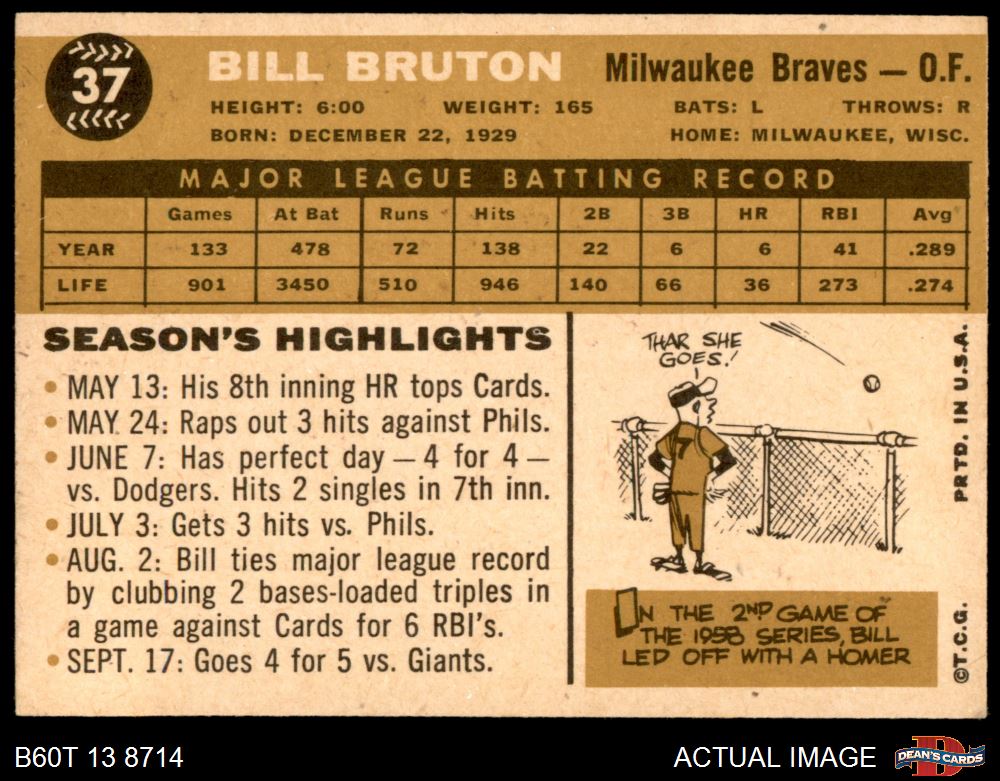 37
BILL BRUTON Milwaukee Braves — O.F.
HEIGHT: 6:00 WEIGHT: 165 BATS: L THROWS: R
BORN: DECEMBER 22, 1929 HOME: MILWAUKEE, WISC.
MAJOR LEAGUE BATTING RECORD
Games At Bat Runs Hits 2B 3B HR RBI Avg
YEAR 133 478 72 138 22 6 6 41 .289
LIFE 901 3450 510 946 140 66 36 273 .274
SEASON'S HIGHLIGHTS
• MAY 13: His 8th inning HR tops Cards.
• MAY 24: Raps out 3 hits against Phils.
• JUNE 7: Has perfect day — 4 for 4 —
vs. Dodgers. Hits 2 singles in 7th inn.
• JULY 3: Gets 3 hits vs. Phils.
• AUG. 2: Bill ties major league record
by clubbing 2 bases-loaded triples in
a game against Cards for 6 RBI's.
• SEPT. 17: Goes 4 for 5 vs. Giants.
THAR SHE
GOES!
7
IN THE 2ND GAME OF
THE 1958 SERIES, BILL
LED OFF WITH A HOMER
©T.C.G. PRTD. IN U.S.A.
B60T 13 8714 ACTUAL IMAGE
DEAN'S CARDS